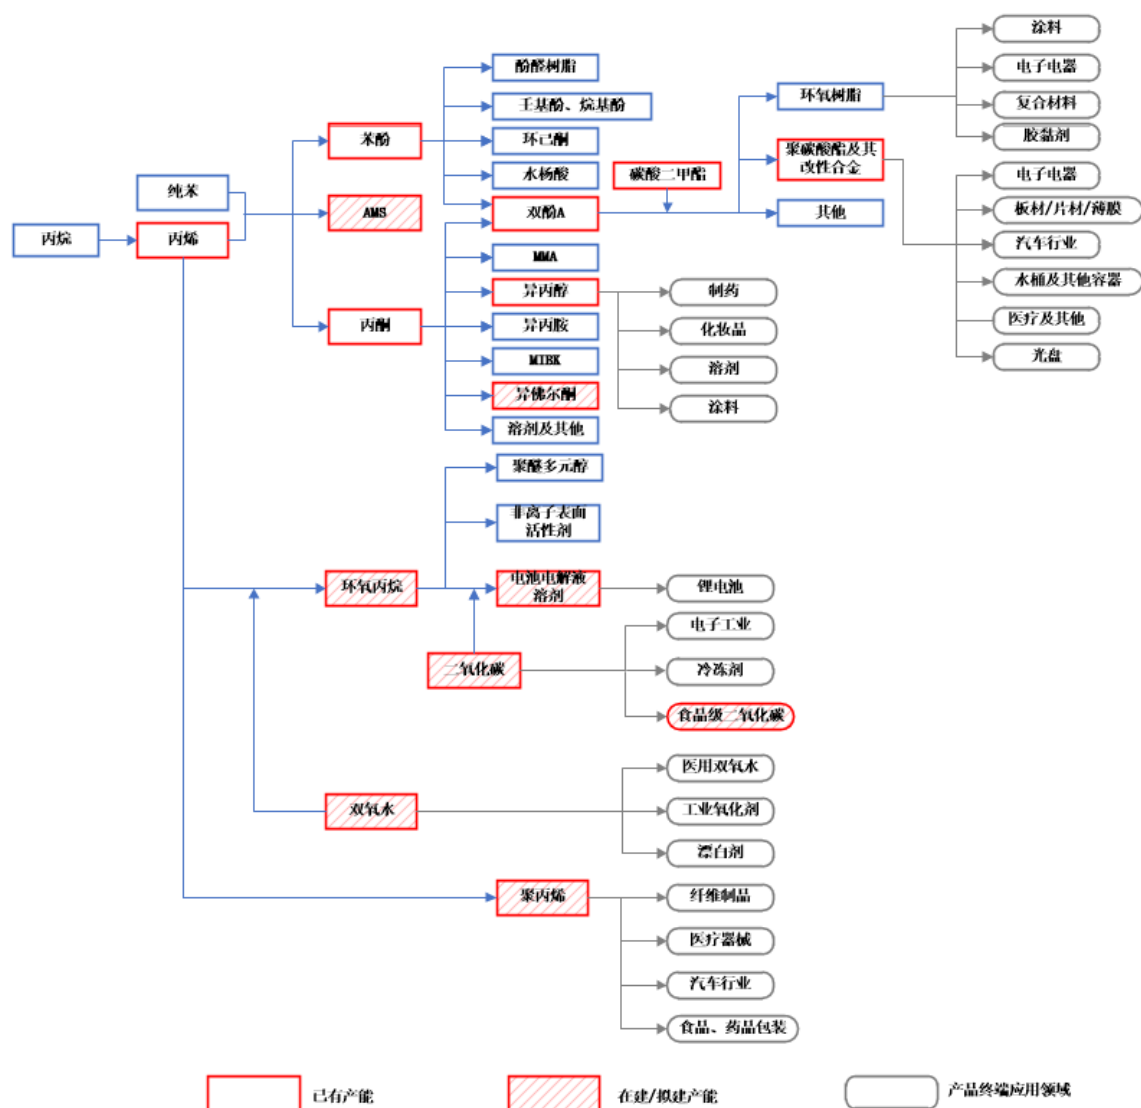 涂料
酚醛树脂
电子电器
环氧树脂
壬基酚、烷基酚
复合材料
苯酚
环己酮
胶黏剂
聚碳酸酯及其
改性合金
碳酸二甲酯
水杨酸
电子电器
纯苯
AMS
双酚A
其他
板材/片材/薄膜
丙烷
丙烯
汽车行业
MMA
水桶及其他容器
异丙醇
制药
丙酮
异丙胺
化妆品
医疗及其他
MIBK
溶剂
光盘
异佛尔酮
涂料
溶剂及其他
聚醚多元醇
非离子表面
活性剂
环氧丙烷
电池电解液
溶剂
锂电池
电子工业
二氧化碳
冷冻剂
食品级二氧化碳
医用双氧水
双氧水
工业氧化剂
漂白剂
聚丙烯
纤维制品
医疗器械
汽车行业
食品、药品包装
已有产能
在建/拟建产能
产品终端应用领域